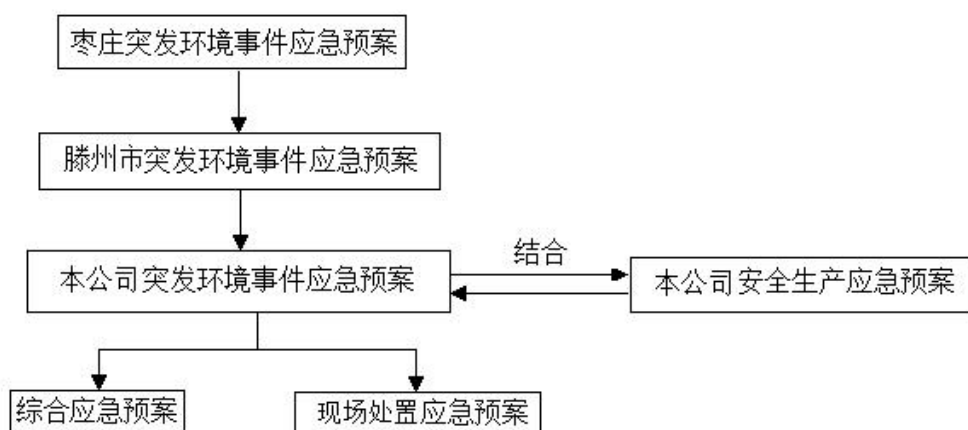 枣庄突发环境事件应急预案
滕州市突发环境事件应急预案
结合
本公司突发环境事件应急预案
本公司安全生产应急预案
综合应急预案
现场处置应急预案